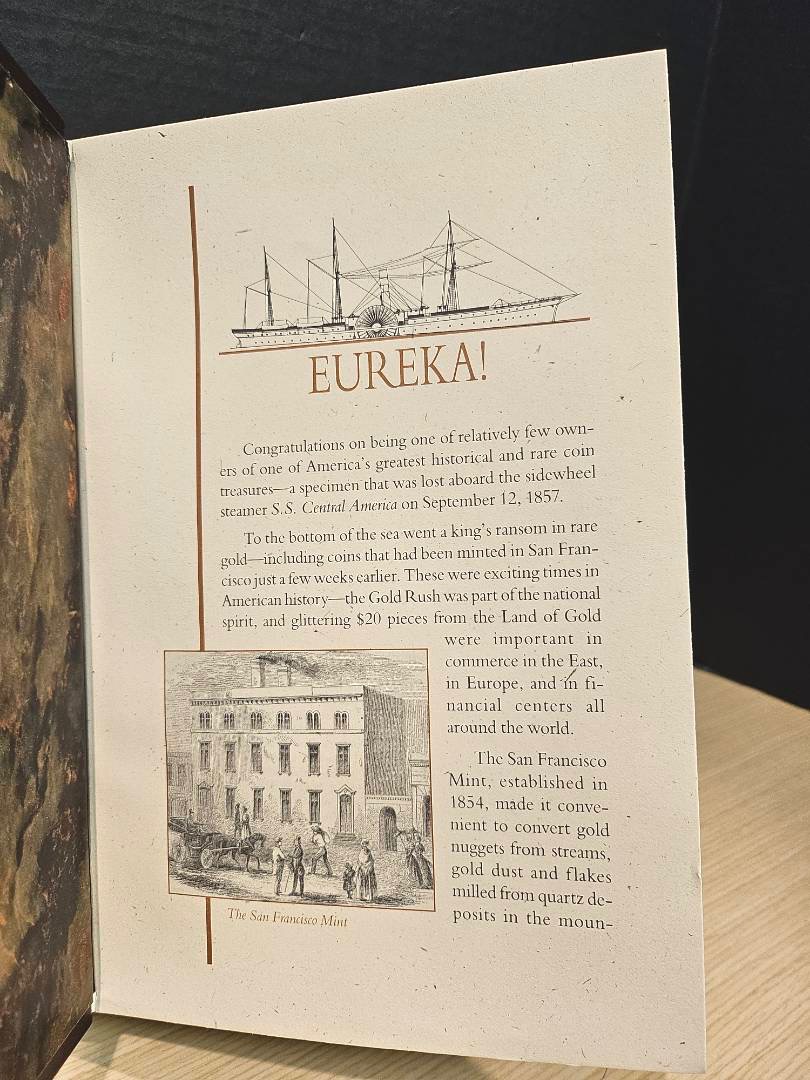 EUREKA!
Congratulations on being one of relatively few own-
ers of one of America's greatest historical and rare coin
treasures—a specimen that was lost aboard the sidewheel
steamer S.S. Central America on September 12, 1857.
To the bottom of the sea went a king's ransom in rare
gold—including coins that had been minted in San Fran-
cisco just a few weeks earlier. These were exciting times in
American history—the Gold Rush was part of the national
spirit, and glittering $20 pieces from the Land of Gold
were important in
commerce in the East,
in Europe, and in fi-
nancial centers all
around the world.
The San Francisco
Mint, established in
1854, made it conve-
nient to convert gold
nuggets from streams,
gold dust and flakes
milled from quartz de-
posits in the moun-
The San Francisco Mint